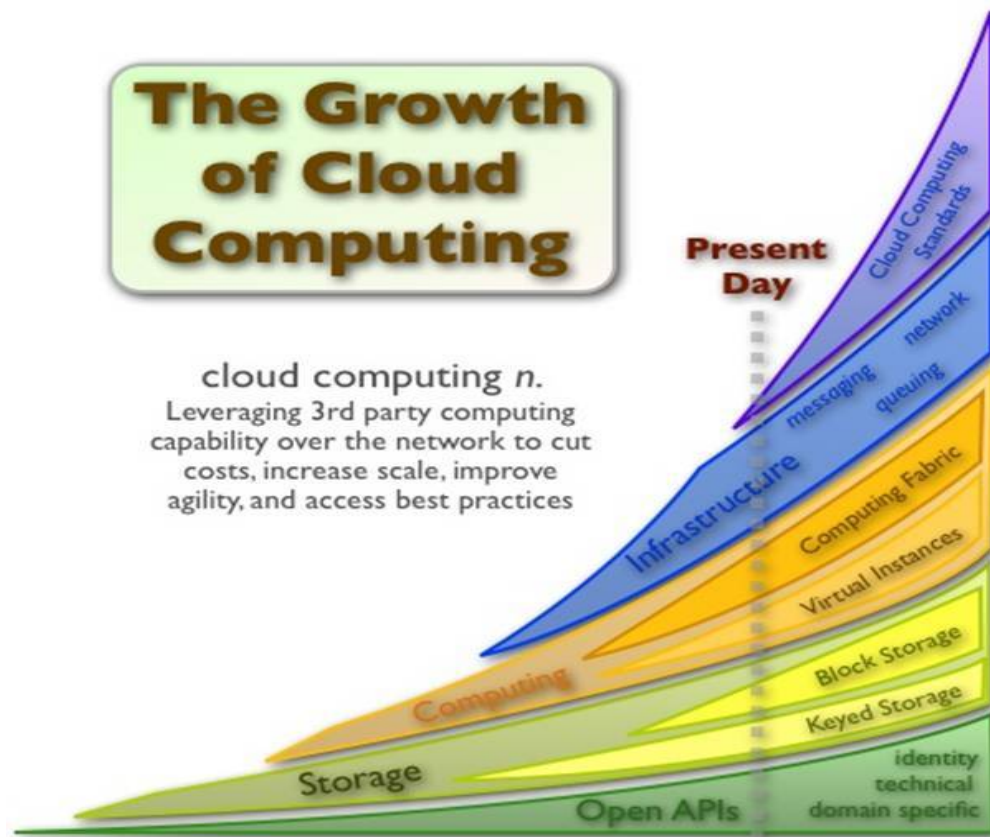 The Growth
of Cloud
Computing
Present
Day
cloud computing n.
Leveraging 3rd party computing
capability over the network to cut
costs, increase scale, improve
agility, and access best practices
Cloud Computing
Standards
network
messaging
queuing
Infrastructure
Computing Fabric
Virtual Instances
Computing
Block Storage
Keyed Storage
Storage
identity
technical
domain specific
Open APIs